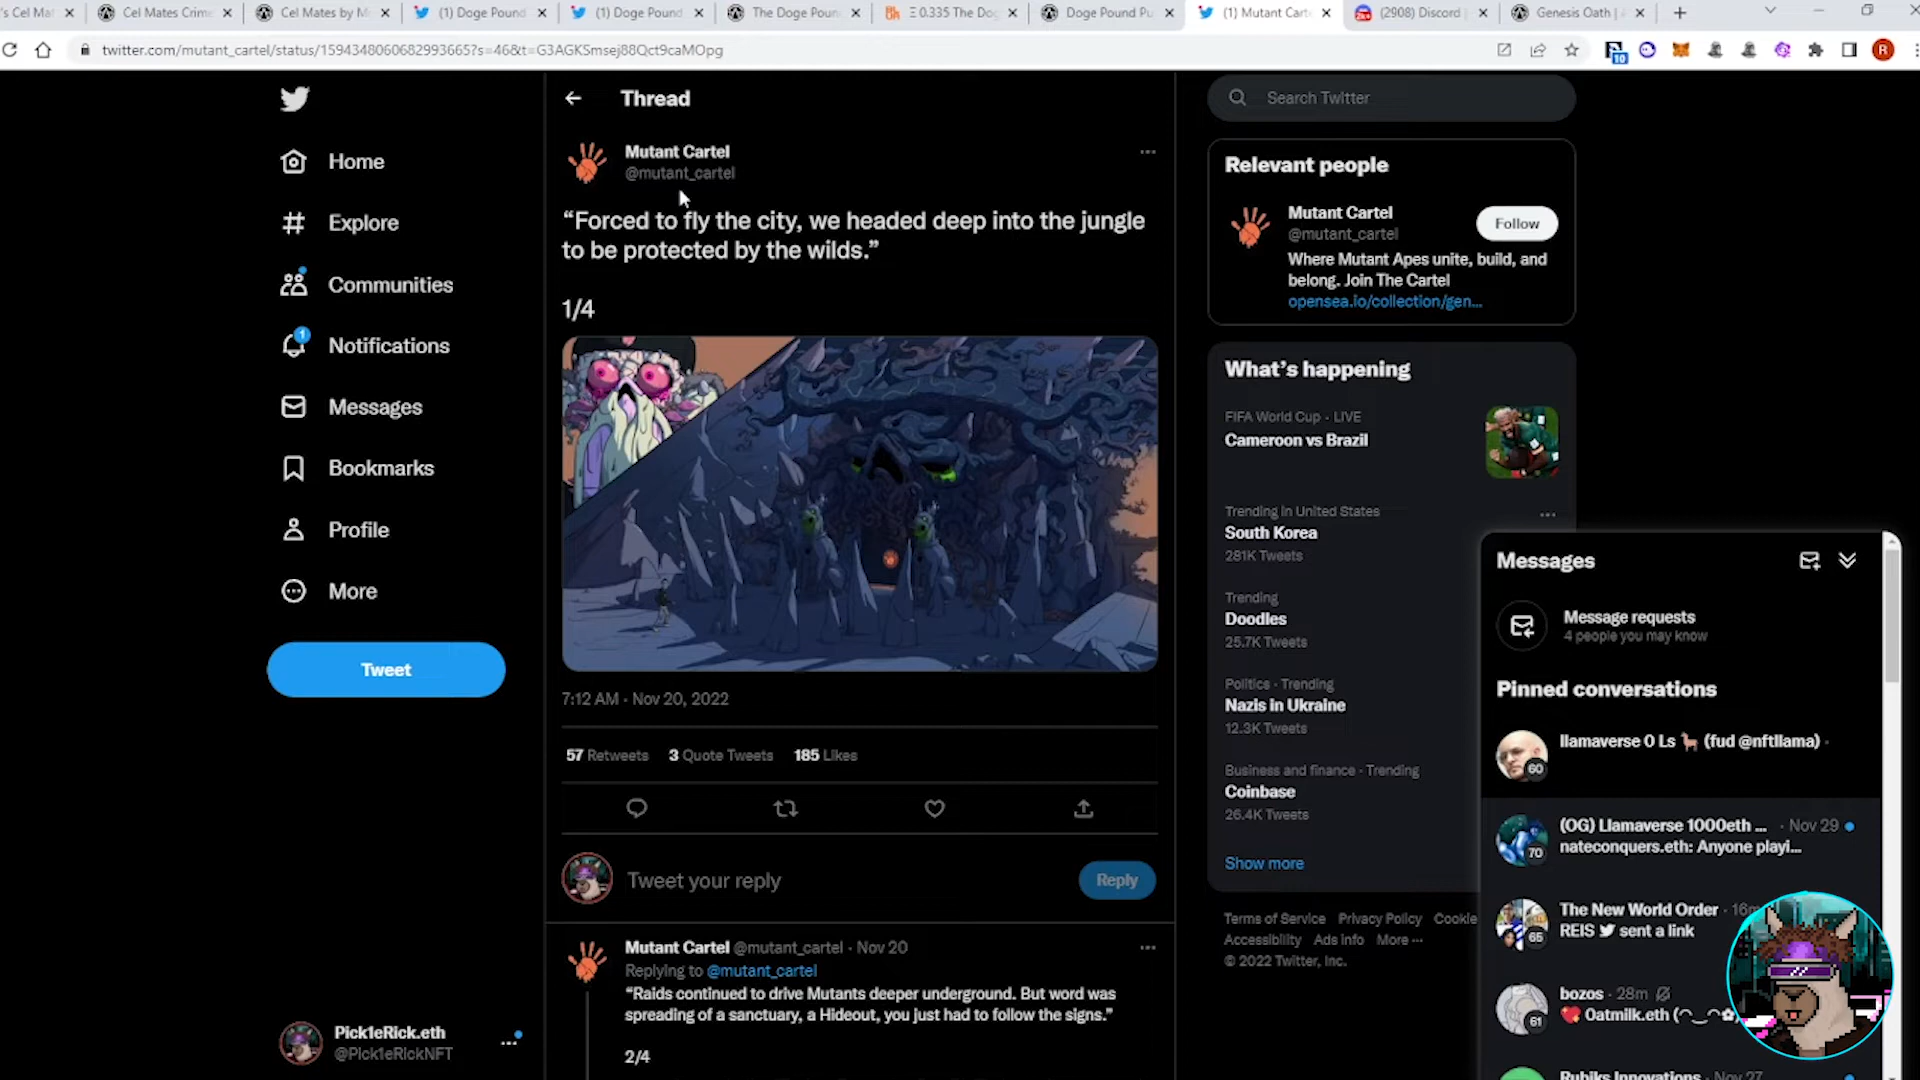 's Cel Mat
Cel Mates Crime
Cel Mates by M
(1) Doge Pound
(1) Doge Pound
The Doge Poun
Ξ 0.335 The Dog
Doge Pound Pu
(1) Mutant Cart
(2908) Discord |
Genesis Oath |
twitter.com/mutant_cartel/status/1594348060682993665?s=46&t=G3AGKSmsej88Qct9caMOpg
10
R
Home
Explore
Communities
1
Notifications
Messages
Bookmarks
Profile
More
Tweet
Pick1eRick.eth
@Pick1eRickNFT
Thread
Mutant Cartel
@mutant_cartel
“Forced to fly the city, we headed deep into the jungle
to be protected by the wilds.”
1/4
7:12 AM · Nov 20, 2022
57 Retweets 3 Quote Tweets 185 Likes
Tweet your reply
Reply
Mutant Cartel @mutant_cartel · Nov 20
Replying to @mutant_cartel
“Raids continued to drive Mutants deeper underground. But word was
spreading of a sanctuary, a Hideout, you just had to follow the signs.”
2/4
Search Twitter
Relevant people
Mutant Cartel
@mutant_cartel
Follow
Where Mutant Apes unite, build, and
belong. Join The Cartel
opensea.io/collection/gen...
What’s happening
FIFA World Cup · LIVE
Cameroon vs Brazil
Trending in United States
South Korea
281K Tweets
Trending
Doodles
25.7K Tweets
Politics · Trending
Nazis in Ukraine
12.3K Tweets
Business and finance · Trending
Coinbase
26.4K Tweets
Show more
Terms of Service Privacy Policy Cookie
Accessibility Ads info More ···
© 2022 Twitter, Inc.
Messages
Message requests
4 people you may know
Pinned conversations
llamaverse 0 Ls 🦙 (fud @nftllama) ·
60
(OG) Llamaverse 1000eth ... · Nov 29
nateconquers.eth: Anyone playi...
70
The New World Order · 16m
REIS sent a link
65
bozos · 28m
💖 Oatmilk.eth (◠‿◠✿)
61
Rubiks Innovations · Nov 27